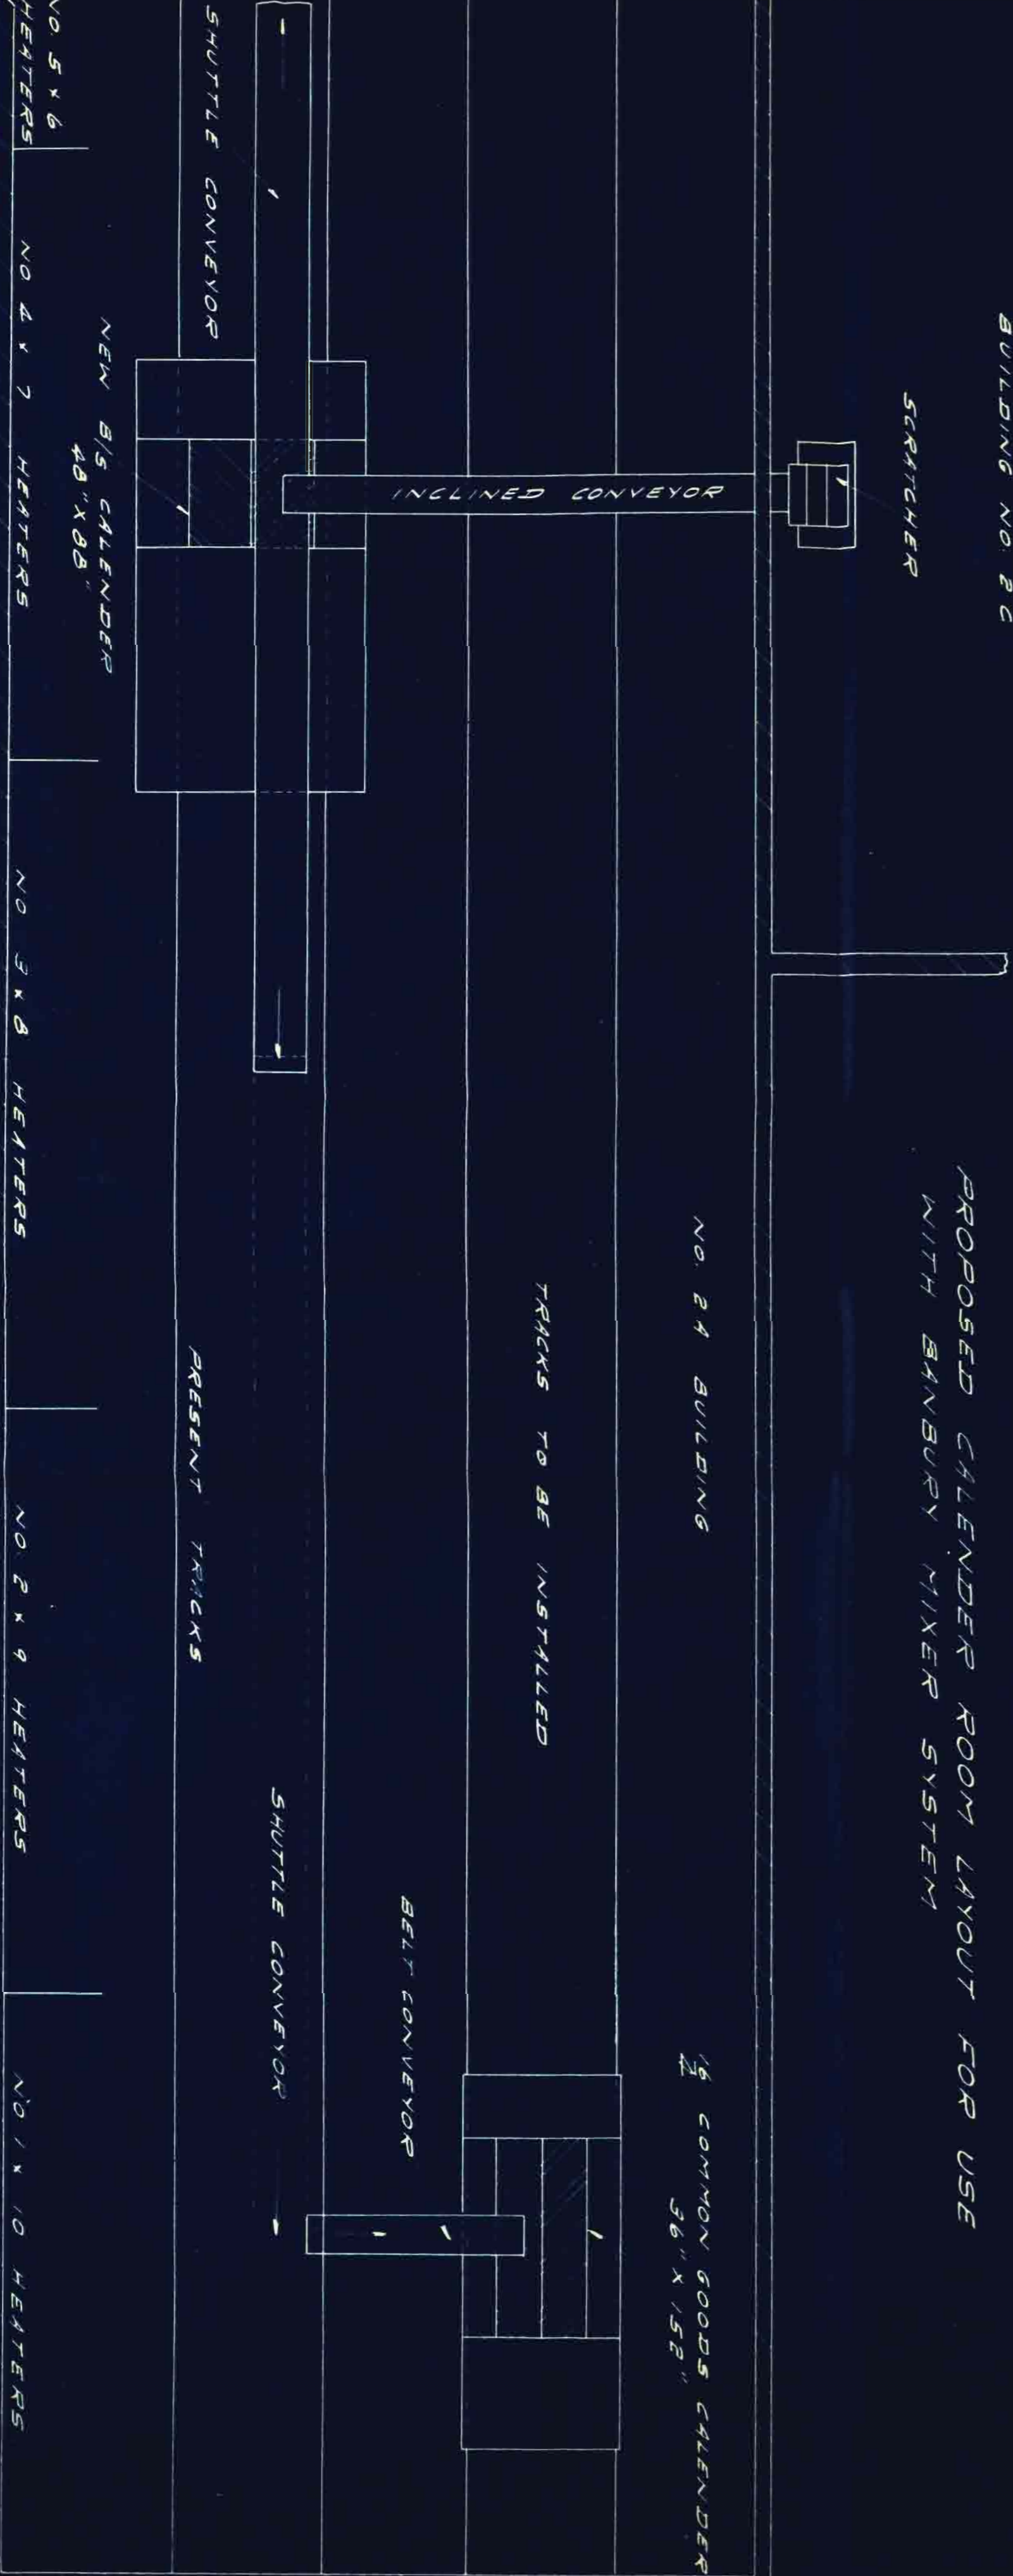 BUILDING NO. 2 C
SCRATCHER
PROPOSED CALENDER ROOM LAYOUT FOR USE
WITH BANBURY MIXER SYSTEM
NO. 2 A BUILDING
COMMON GOODS CALENDER
36" X 152"
TRACKS TO BE INSTALLED
INCLINED CONVEYOR
BELT CONVEYOR
SHUTTLE CONVEYOR
SHUTTLE CONVEYOR
PRESENT TRACKS
NEW B/S CALENDER
48" X 88"
NO. 5 x 6
HEATERS
NO 4 x 7 HEATERS
NO 3 x 8 HEATERS
NO. 2 x 9 HEATERS
NO 1 x 10 HEATERS